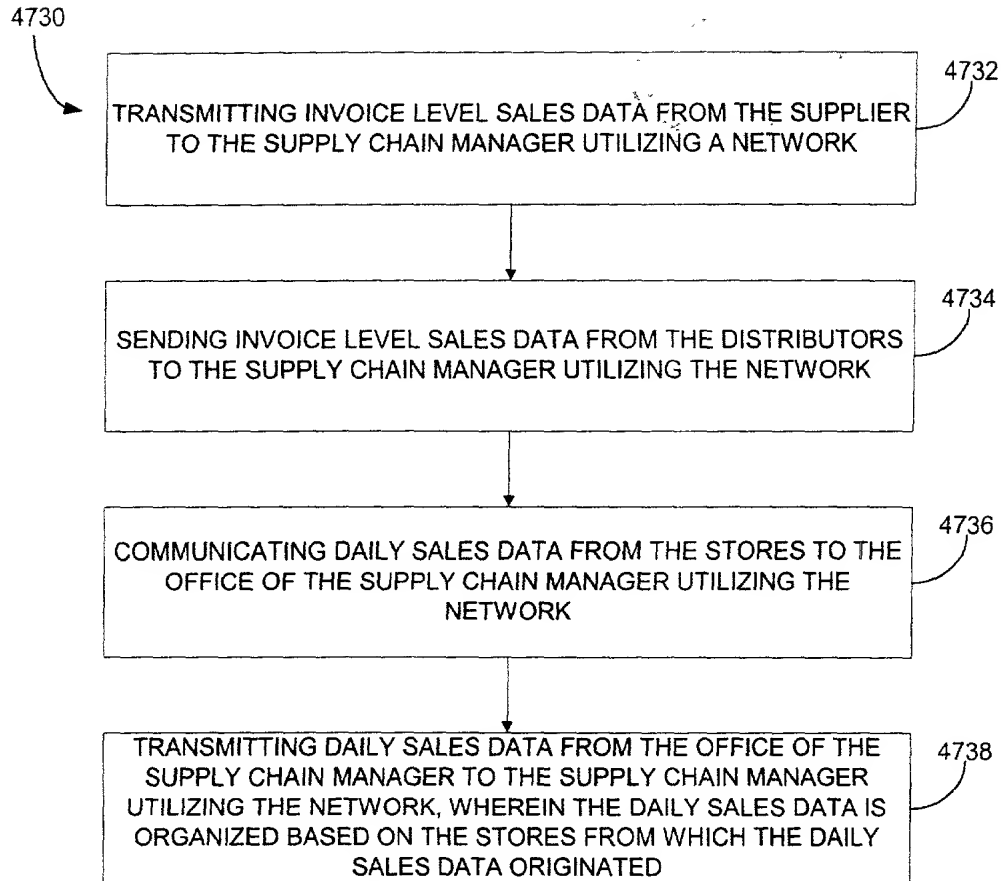 4730
4732
TRANSMITTING INVOICE LEVEL SALES DATA FROM THE SUPPLIER
TO THE SUPPLY CHAIN MANAGER UTILIZING A NETWORK
4734
SENDING INVOICE LEVEL SALES DATA FROM THE DISTRIBUTORS
TO THE SUPPLY CHAIN MANAGER UTILIZING THE NETWORK
4736
COMMUNICATING DAILY SALES DATA FROM THE STORES TO THE
OFFICE OF THE SUPPLY CHAIN MANAGER UTILIZING THE
NETWORK
4738
TRANSMITTING DAILY SALES DATA FROM THE OFFICE OF THE
SUPPLY CHAIN MANAGER TO THE SUPPLY CHAIN MANAGER
UTILIZING THE NETWORK, WHEREIN THE DAILY SALES DATA IS
ORGANIZED BASED ON THE STORES FROM WHICH THE DAILY
SALES DATA ORIGINATED